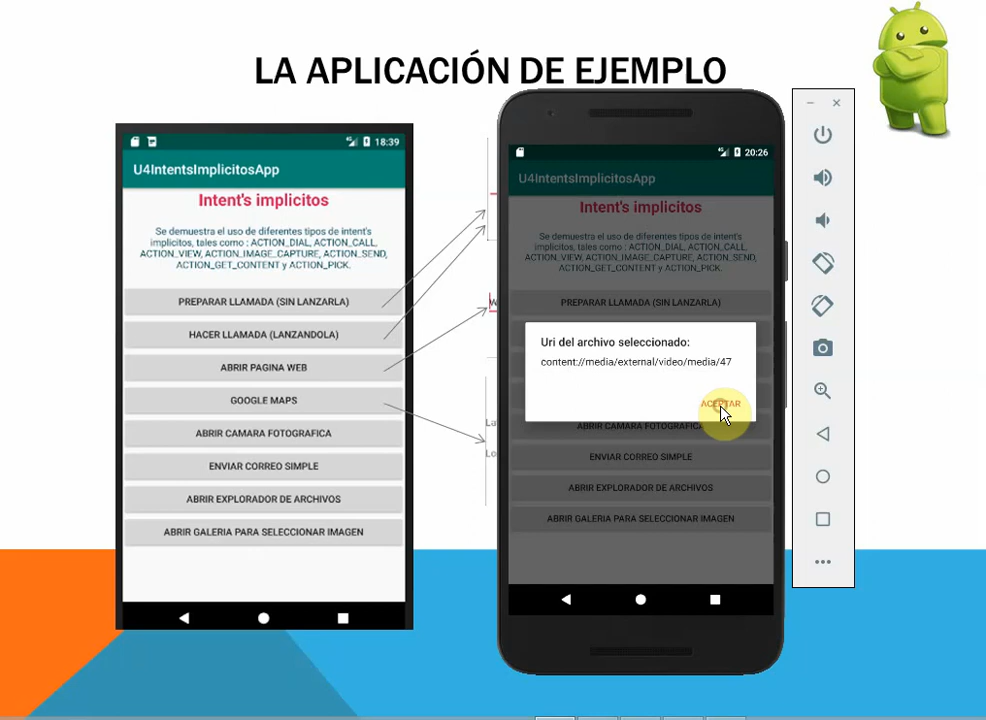 LA APLICACIÓN DE EJEMPLO
18:39
U4IntentsImplicitosApp
Intent's implicitos
Se demuestra el uso de diferentes tipos de intent's
implicitos, tales como : ACTION_DIAL, ACTION_CALL,
ACTION_VIEW, ACTION_IMAGE_CAPTURE, ACTION_SEND,
ACTION_GET_CONTENT y ACTION_PICK.
PREPARAR LLAMADA (SIN LANZARLA)
HACER LLAMADA (LANZANDOLA)
ABRIR PAGINA WEB
GOOGLE MAPS
ABRIR CAMARA FOTOGRAFICA
ENVIAR CORREO SIMPLE
ABRIR EXPLORADOR DE ARCHIVOS
ABRIR GALERIA PARA SELECCIONAR IMAGEN
20:26
U4IntentsImplicitosApp
Intent's implicitos
Se demuestra el uso de diferentes tipos de intent's
implicitos, tales como : ACTION_DIAL, ACTION_CALL,
ACTION_VIEW, ACTION_IMAGE_CAPTURE, ACTION_SEND,
ACTION_GET_CONTENT y ACTION_PICK.
PREPARAR LLAMADA (SIN LANZARLA)
Uri del archivo seleccionado:
content://media/external/video/media/47
ACEPTAR
ABRIR CAMARA FOTOGRAFICA
ENVIAR CORREO SIMPLE
ABRIR EXPLORADOR DE ARCHIVOS
ABRIR GALERIA PARA SELECCIONAR IMAGEN